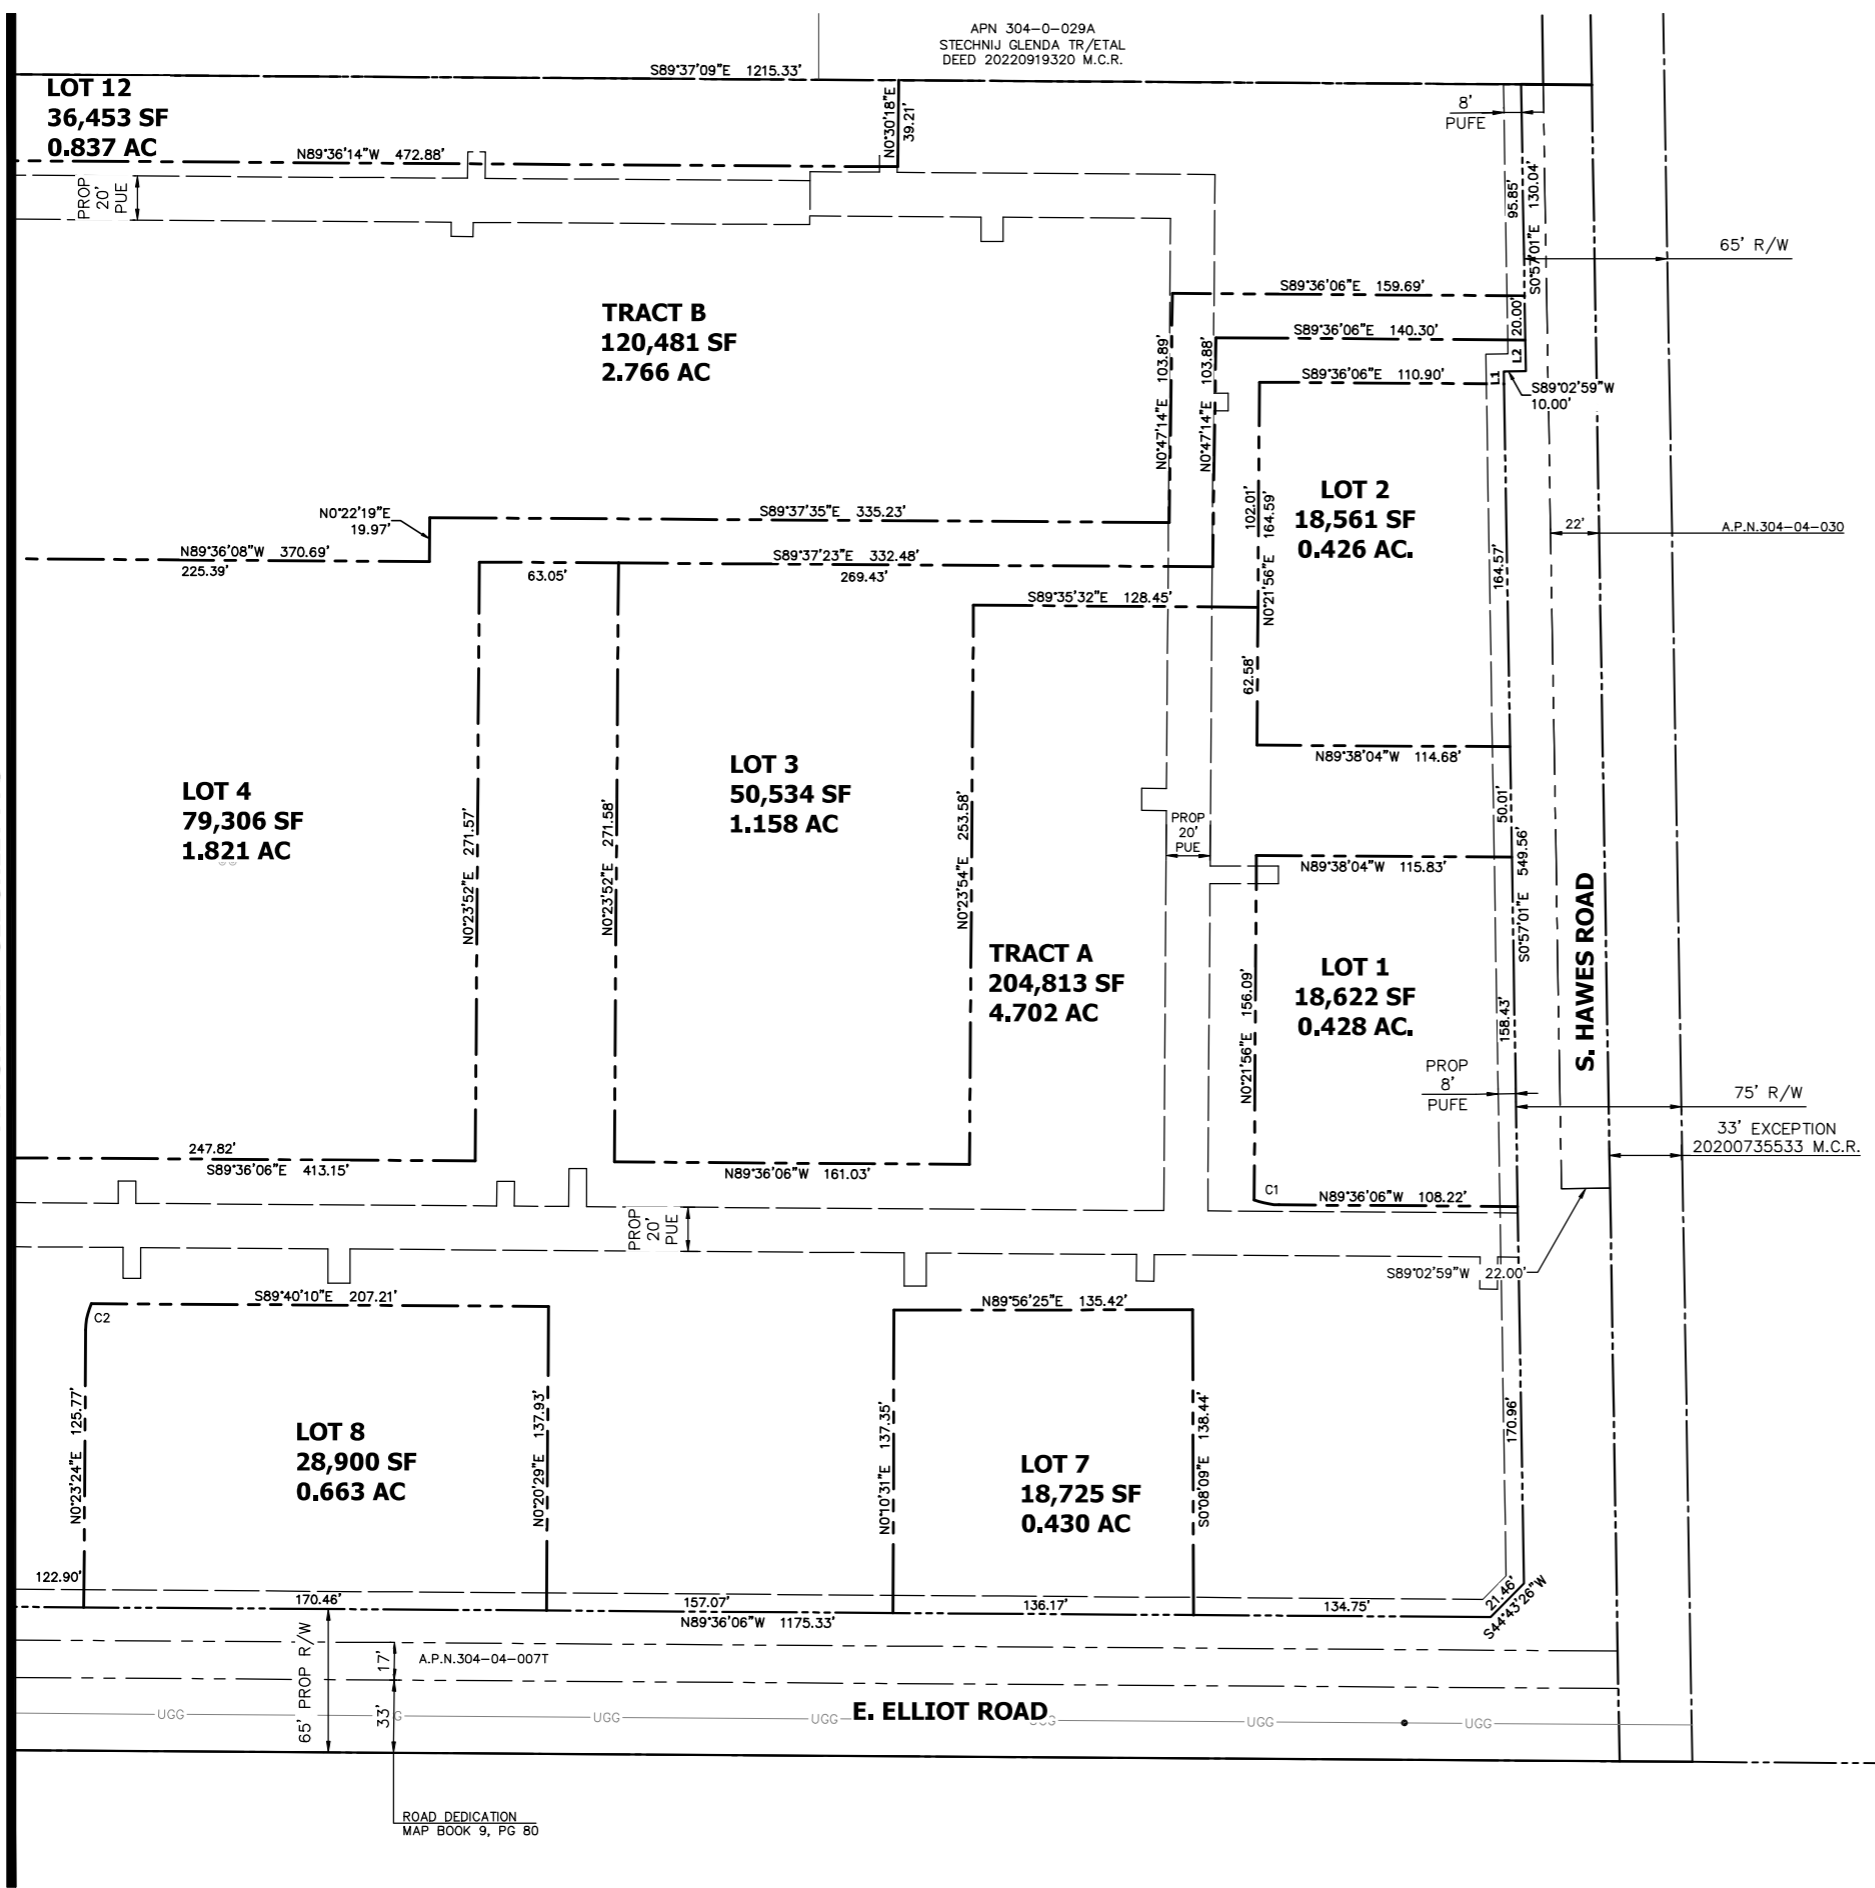 APN 304-0-029A
STECHNIJ GLENDA TR/ETAL
DEED 20220919320 M.C.R.
S89°37'09"E 1215.33'
LOT 12
36,453 SF
0.837 AC
N0°30'18"E
39.21'
8'
PUFE
N89°36'14"W 472.88'
PROP
20'
PUE
95.85'
S0°57'01"E 130.04'
65' R/W
TRACT B
120,481 SF
2.766 AC
S89°36'06"E 159.69'
20.00'
S89°36'06"E 140.30'
L2
N0°47'14"E 103.89'
N0°47'14"E 103.88'
S89°36'06"E 110.90'
L1
S89°02'59"W
10.00'
LOT 2
18,561 SF
0.426 AC.
102.01'
N0°21'56"E 164.59'
N0°22'19"E
19.97'
S89°37'35"E 335.23'
22'
A.P.N.304-04-030
N89°36'08"W 370.69'
225.39'
S89°37'23"E 332.48'
63.05'
269.43'
164.57'
S89°35'32"E 128.45'
62.58'
N89°38'04"W 114.68'
LOT 3
50,534 SF
1.158 AC
LOT 4
79,306 SF
1.821 AC
N0°23'52"E 271.57'
N0°23'52"E 271.58'
N0°23'54"E 253.58'
PROP
20'
PUE
50.01'
S0°57'01"E 549.56'
N89°38'04"W 115.83'
S. HAWES ROAD
TRACT A
204,813 SF
4.702 AC
LOT 1
18,622 SF
0.428 AC.
N0°21'56"E 156.09'
158.43'
PROP
8'
PUFE
75' R/W
33' EXCEPTION
20200735533 M.C.R.
247.82'
S89°36'06"E 413.15'
N89°36'06"W 161.03'
C1
N89°36'06"W 108.22'
PROP
20'
PUE
S89°02'59"W 22.00'
S89°40'10"E 207.21'
C2
N89°56'25"E 135.42'
N0°23'24"E 125.77'
LOT 8
28,900 SF
0.663 AC
N0°20'29"E 137.93'
N0°10'31"E 137.35'
LOT 7
18,725 SF
0.430 AC
S0°08'09"E 138.44'
170.96'
122.90'
170.46'
157.07'
136.17'
134.75'
21.46'
S44°43'26"W
N89°36'06"W 1175.33'
65' PROP R/W
17'
A.P.N.304-04-007T
33'
UGG
G
UGG
UGG
E. ELLIOT ROAD
UGG
UGG
ROAD DEDICATION
MAP BOOK 9, PG 80